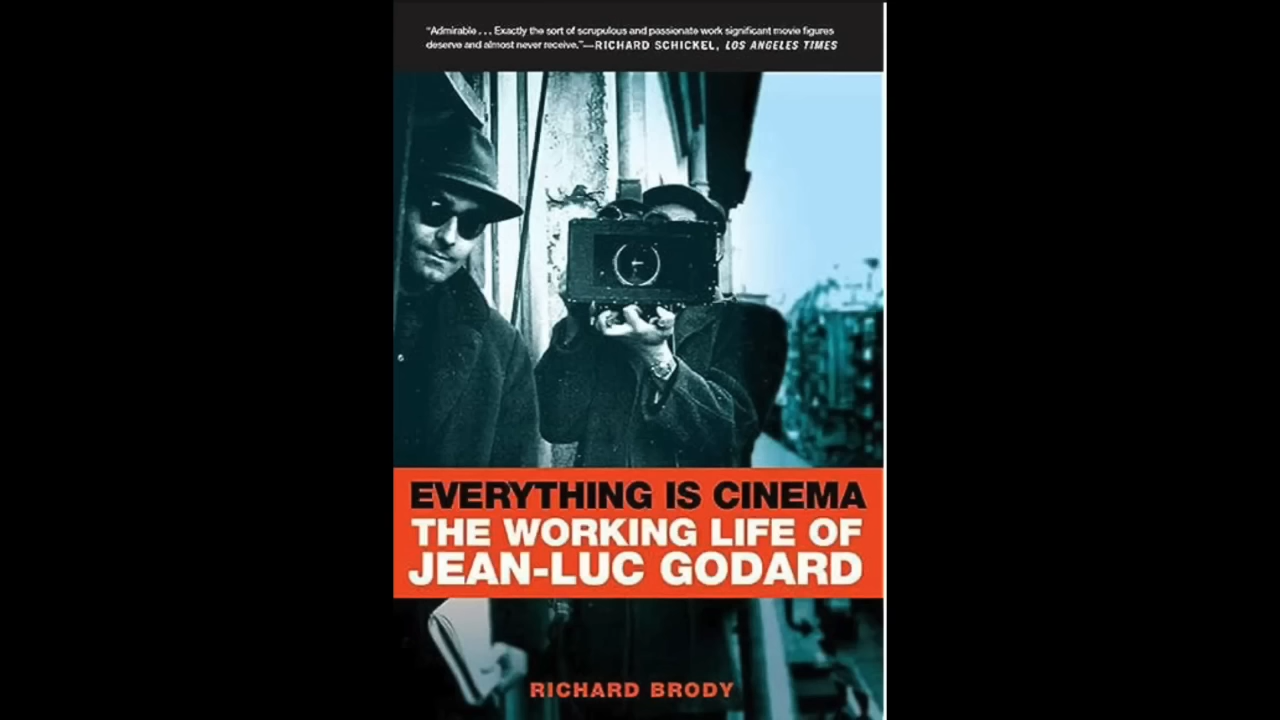 “Admirable . . . Exactly the sort of scrupulous and passionate work significant movie figures
deserve and almost never receive.”—RICHARD SCHICKEL, LOS ANGELES TIMES
EVERYTHING IS CINEMA
THE WORKING LIFE OF
JEAN-LUC GODARD
RICHARD BRODY